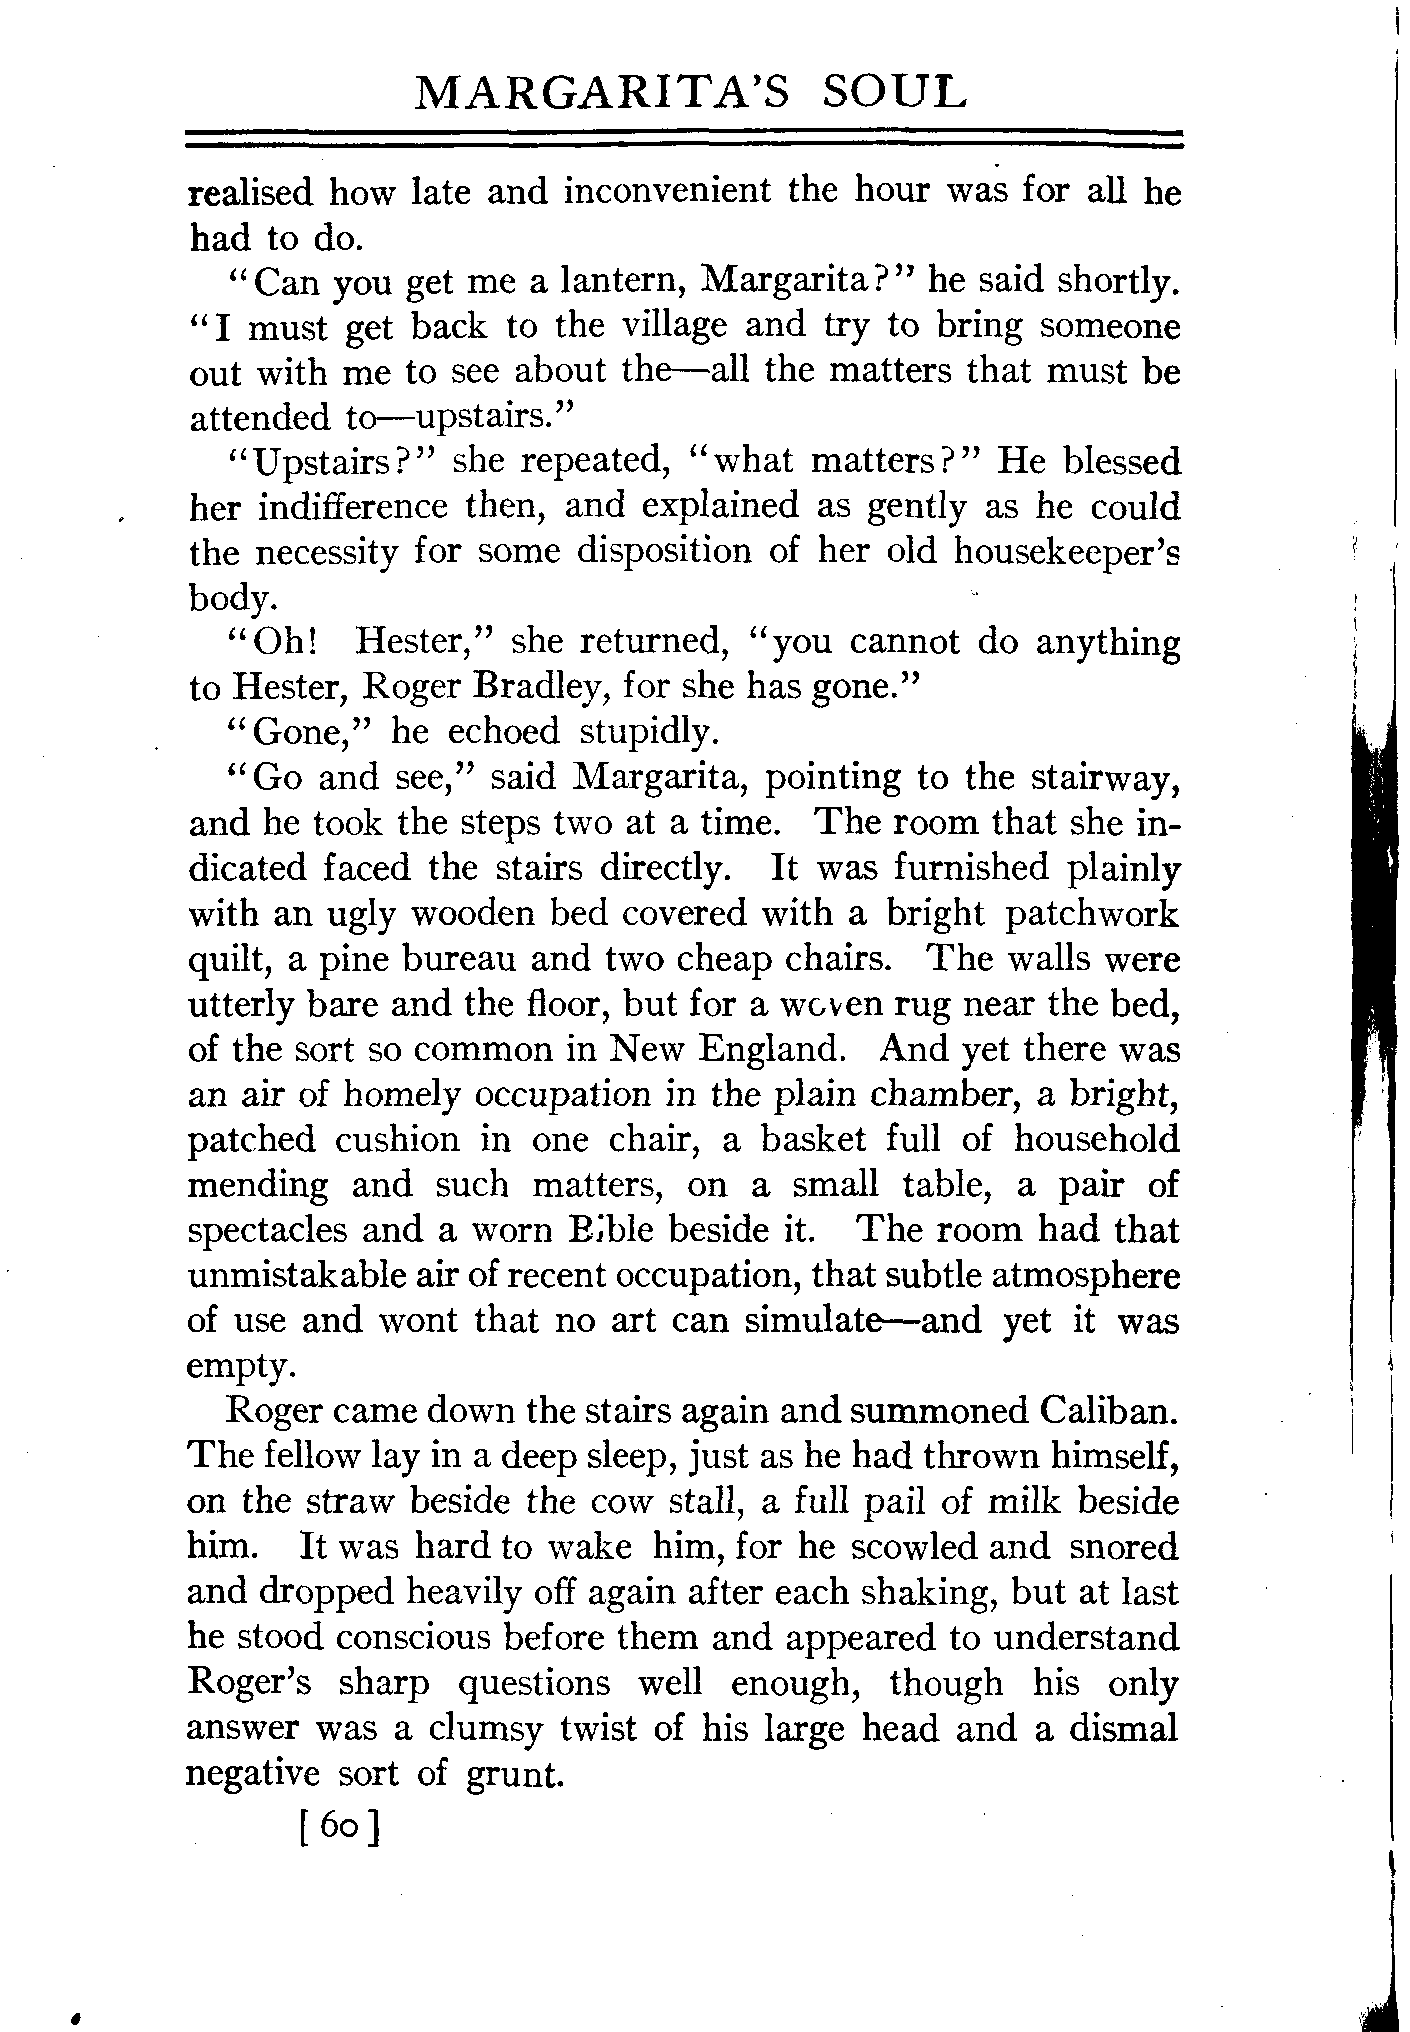 MARGARITA'S SOUL
realised how late and inconvenient the hour was for all he
had to do.
"Can you get me a lantern, Margarita?" he said shortly.
"I must get back to the village and try to bring someone
out with me to see about the—all the matters that must be
attended to—upstairs."
"Upstairs?" she repeated, "what matters?" He blessed
her indifference then, and explained as gently as he could
the necessity for some disposition of her old housekeeper's
body.
"Oh! Hester," she returned, "you cannot do anything
to Hester, Roger Bradley, for she has gone."
"Gone," he echoed stupidly.
"Go and see," said Margarita, pointing to the stairway,
and he took the steps two at a time. The room that she in-
dicated faced the stairs directly. It was furnished plainly
with an ugly wooden bed covered with a bright patchwork
quilt, a pine bureau and two cheap chairs. The walls were
utterly bare and the floor, but for a woven rug near the bed,
of the sort so common in New England. And yet there was
an air of homely occupation in the plain chamber, a bright,
patched cushion in one chair, a basket full of household
mending and such matters, on a small table, a pair of
spectacles and a worn Bible beside it. The room had that
unmistakable air of recent occupation, that subtle atmosphere
of use and wont that no art can simulate—and yet it was
empty.
Roger came down the stairs again and summoned Caliban.
The fellow lay in a deep sleep, just as he had thrown himself,
on the straw beside the cow stall, a full pail of milk beside
him. It was hard to wake him, for he scowled and snored
and dropped heavily off again after each shaking, but at last
he stood conscious before them and appeared to understand
Roger's sharp questions well enough, though his only
answer was a clumsy twist of his large head and a dismal
negative sort of grunt.
[ 60 ]